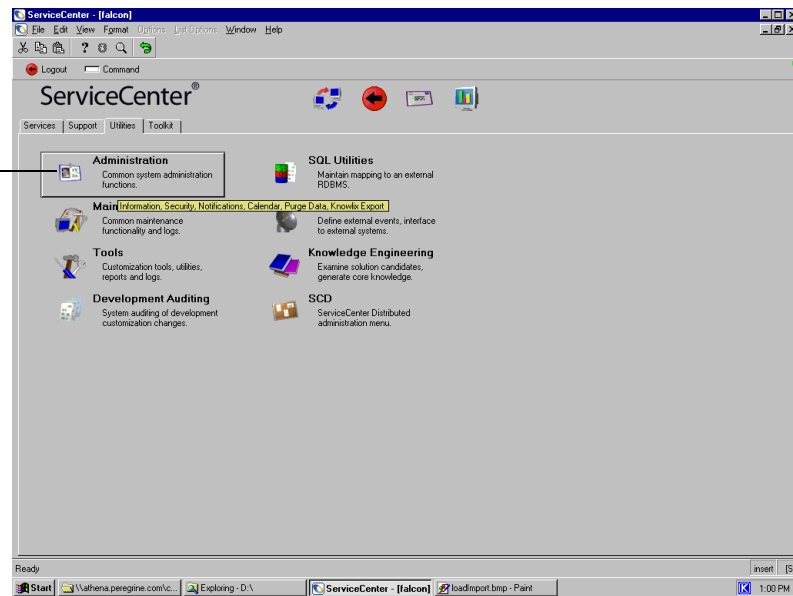 ServiceCenter - [falcon]
File Edit View Format Options List Options Window Help
Logout Command
ServiceCenter®
Services Support Utilities Toolkit
Administration
Common system administration
functions.
SQL Utilities
Maintain mapping to an external
RDBMS.
Main
Information, Security, Notifications, Calendar, Purge Data, Knowlix Export
Common maintenance
functionality and logs.
Define external events, interface
to external systems.
Tools
Customization tools, utilities,
reports and logs.
Knowledge Engineering
Examine solution candidates,
generate core knowledge.
Development Auditing
System auditing of development
customization changes.
SCD
ServiceCenter Distributed
administration menu.
Ready insert [S
Start \\athena.peregrine.com\c... Exploring - D:\ ServiceCenter - [falcon] loadImport.bmp - Paint 1:00 PM